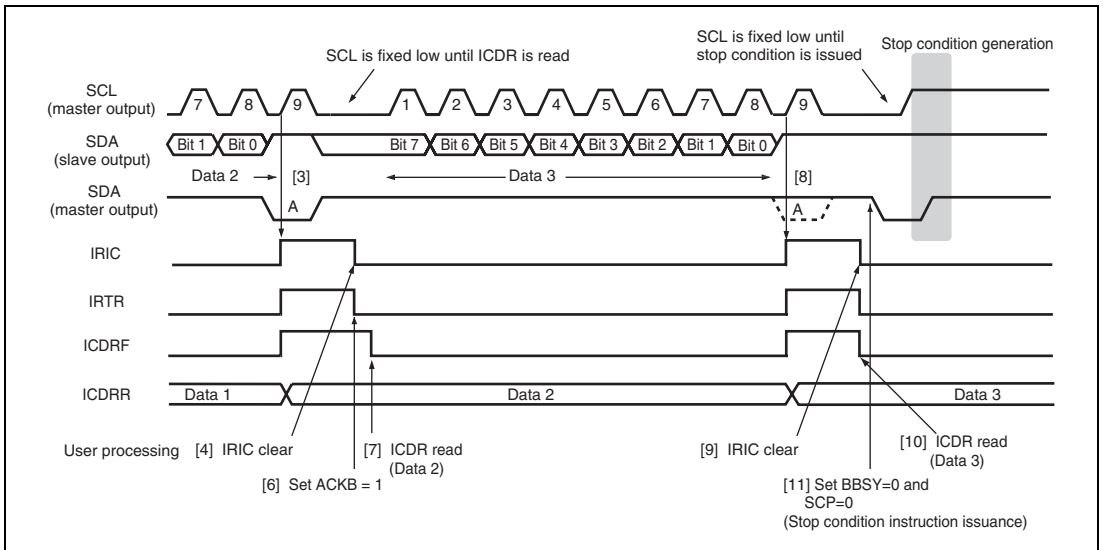 SCL is fixed low until ICDR is read
SCL is fixed low until
stop condition is issued
Stop condition generation
SCL
(master output)
7 8 9 1 2 3 4 5 6 7 8 9
SDA
(slave output)
Bit 1 Bit 0 Bit 7 Bit 6 Bit 5 Bit 4 Bit 3 Bit 2 Bit 1 Bit 0
Data 2 [3] Data 3 [8]
SDA
(master output)
A A
IRIC
IRTR
ICDRF
ICDRR
Data 1 Data 2 Data 3
User processing [4] IRIC clear
[7] ICDR read
(Data 2)
[6] Set ACKB = 1
[9] IRIC clear
[10] ICDR read
(Data 3)
[11] Set BBSY=0 and
SCP=0
(Stop condition instruction issuance)